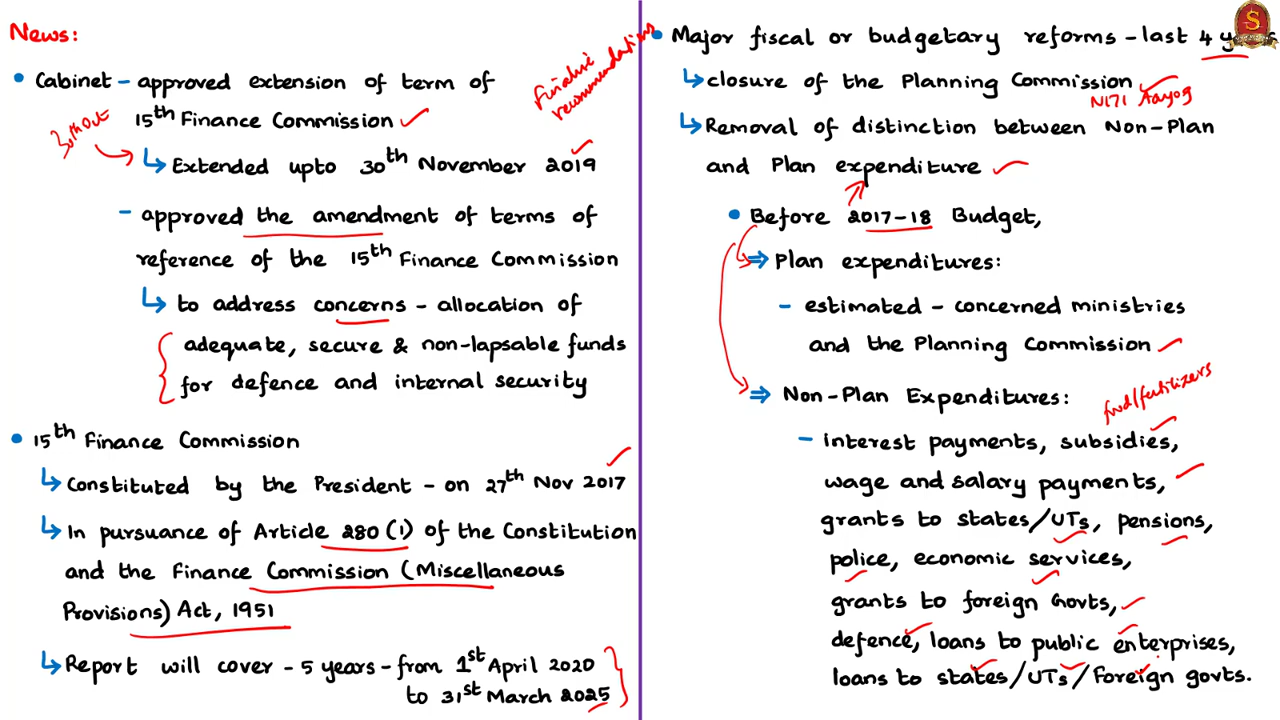 News:
• Cabinet - approved extension of term of
15th Finance Commission
30th Oct
↳ Extended upto 30th November 2019
Finalise
recommendations
- approved the amendment of terms of
reference of the 15th Finance Commission
↳ to address concerns - allocation of
adequate, secure & non-lapsable funds
for defence and internal security
• 15th Finance Commission
↳ Constituted by the President - on 27th Nov 2017
↳ In pursuance of Article 280 (1) of the Constitution
and the Finance Commission (Miscellaneous
Provisions) Act, 1951
↳ Report will cover - 5 years - from 1st April 2020
to 31st March 2025
• Major fiscal or budgetary reforms - last 4
↳ closure of the Planning Commission
NITI Aayog
↳ Removal of distinction between Non-Plan
and Plan expenditure
• Before 2017-18 Budget,
⇒ Plan expenditures:
- estimated - concerned ministries
and the Planning Commission
⇒ Non-Plan Expenditures:
food/fertilizers
- interest payments, subsidies,
wage and salary payments,
grants to states/UTs, pensions,
police, economic services,
grants to foreign Govts,
defence, loans to public enterprises,
loans to states/UTs/Foreign govts.